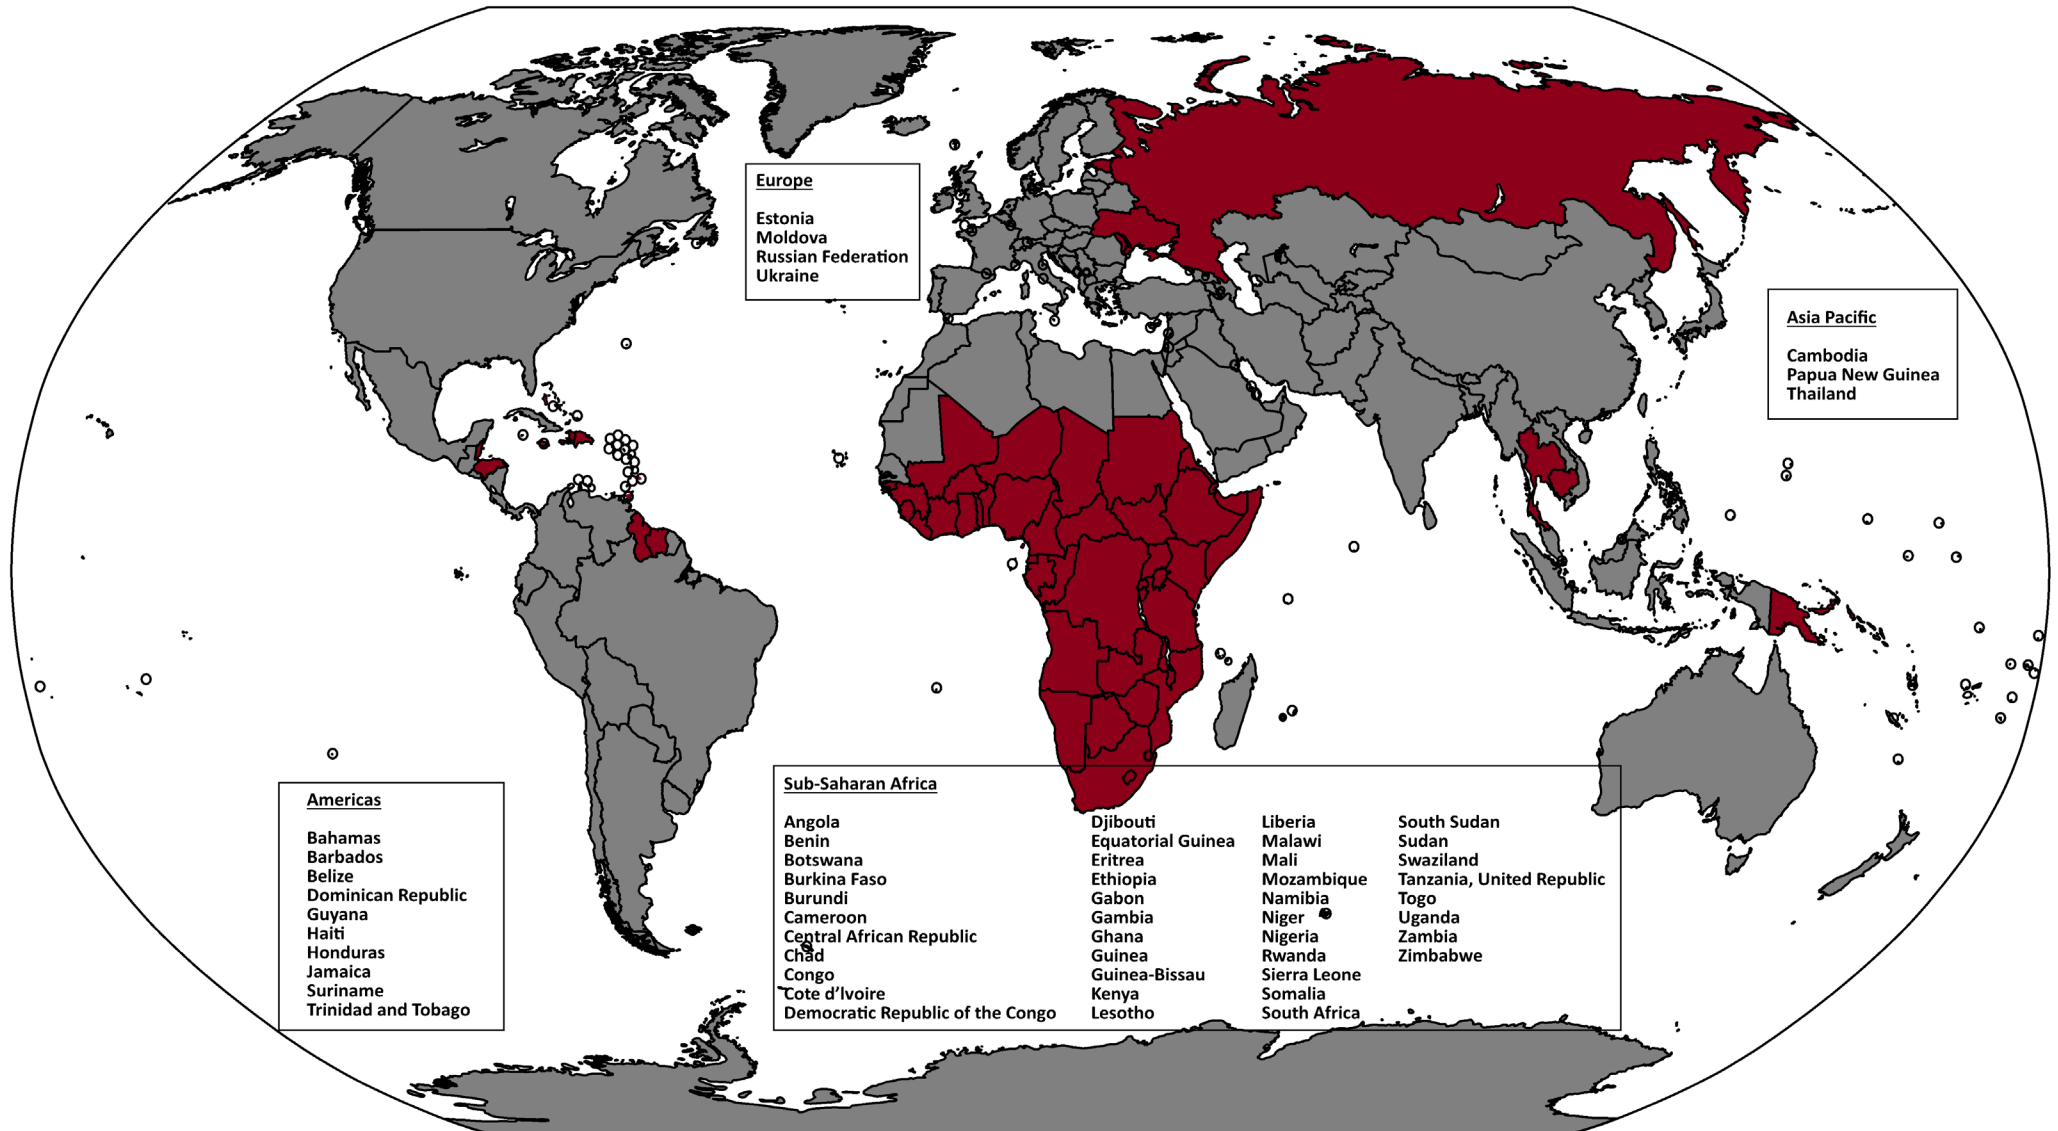 Europe
Estonia
Moldova
Russian Federation
Ukraine
Asia Pacific
Cambodia
Papua New Guinea
Thailand
Americas
Bahamas
Barbados
Belize
Dominican Republic
Guyana
Haiti
Honduras
Jamaica
Suriname
Trinidad and Tobago
Sub-Saharan Africa
Angola
Benin
Botswana
Burkina Faso
Burundi
Cameroon
Central African Republic
Chad
Congo
Cote d'Ivoire
Democratic Republic of the Congo
Djibouti
Equatorial Guinea
Eritrea
Ethiopia
Gabon
Gambia
Ghana
Guinea
Guinea-Bissau
Kenya
Lesotho
Liberia
Malawi
Mali
Mozambique
Namibia
Niger
Nigeria
Rwanda
Sierra Leone
Somalia
South Africa
South Sudan
Sudan
Swaziland
Tanzania, United Republic
Togo
Uganda
Zambia
Zimbabwe